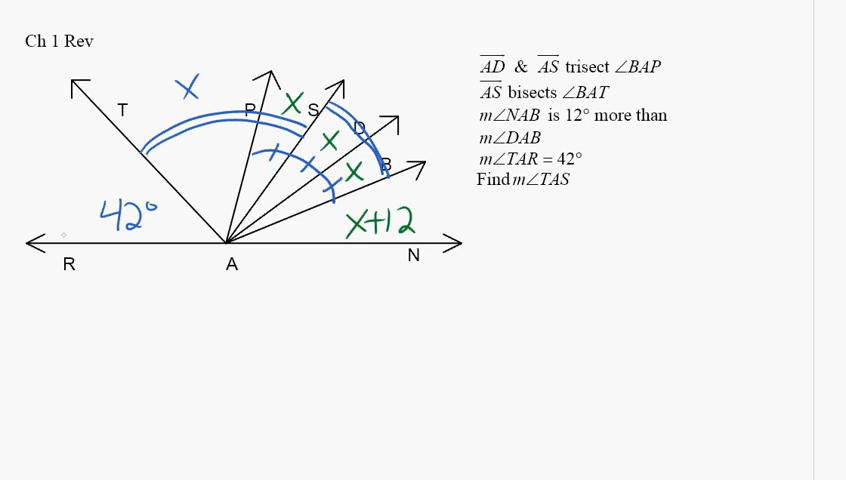 Ch 1 Rev
AD & AS trisect ∠BAP
AS bisects ∠BAT
m∠NAB is 12° more than
m∠DAB
m∠TAR = 42°
Find m∠TAS
X
T
P
X
S
D
X
B
X
42°
X+12
R
A
N